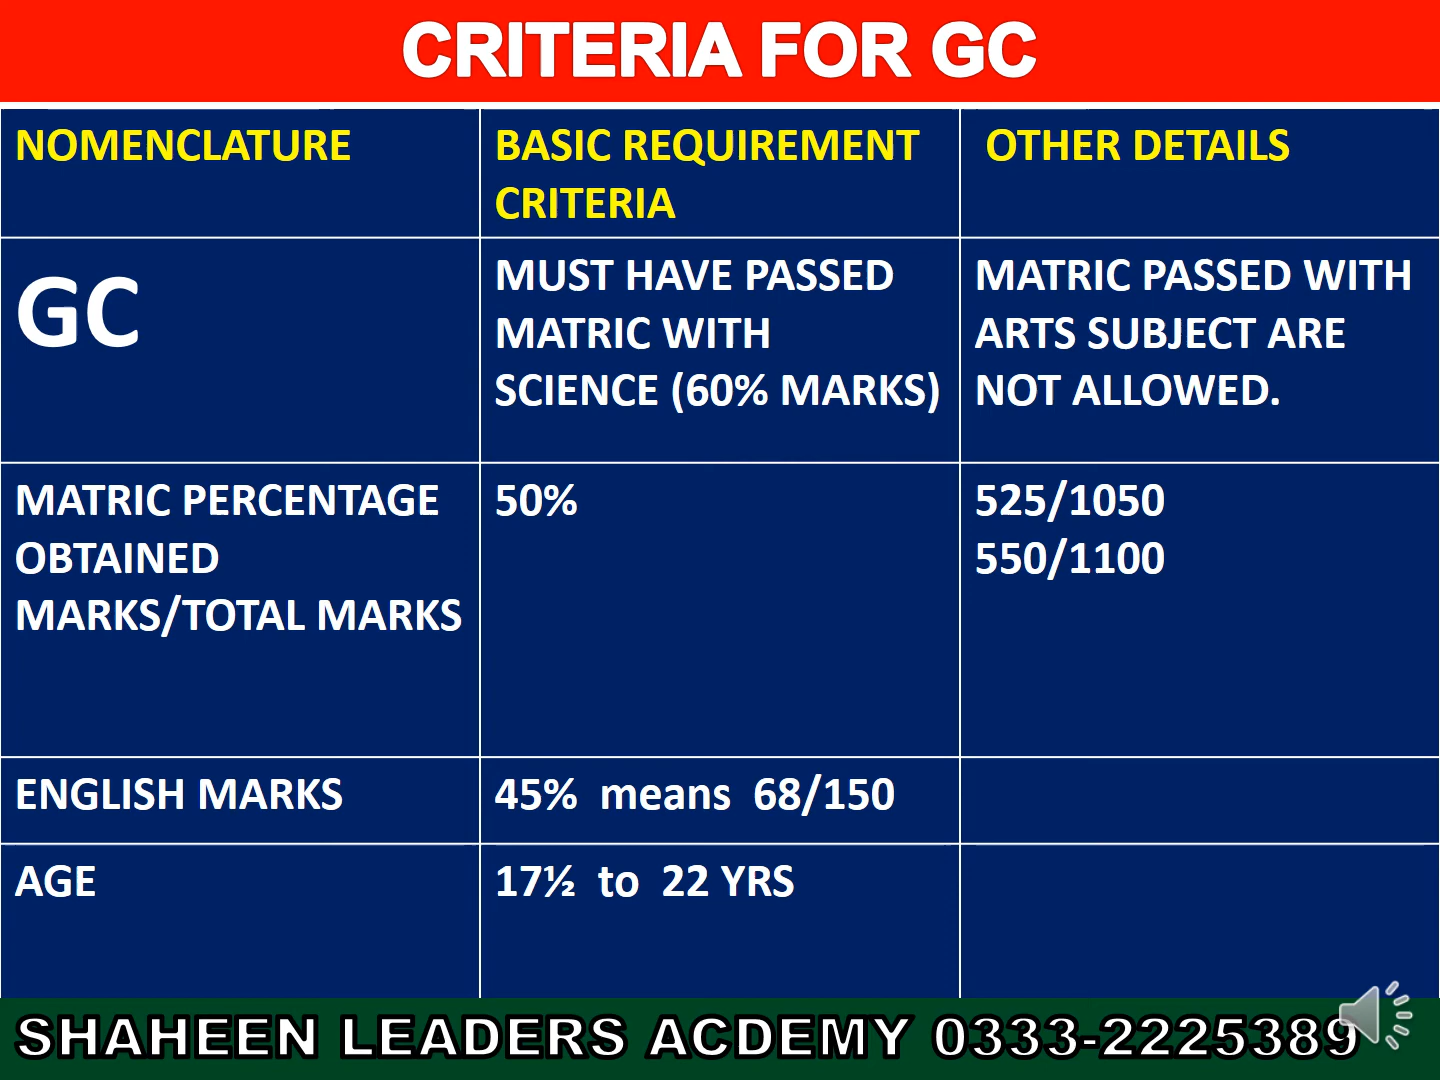 CRITERIA FOR GC
NOMENCLATURE
BASIC REQUIREMENT
CRITERIA
OTHER DETAILS
GC
MUST HAVE PASSED
MATRIC WITH
SCIENCE (60% MARKS)
MATRIC PASSED WITH
ARTS SUBJECT ARE
NOT ALLOWED.
MATRIC PERCENTAGE
OBTAINED
MARKS/TOTAL MARKS
50%
525/1050
550/1100
ENGLISH MARKS
45% means 68/150
AGE
17½ to 22 YRS
SHAHEEN LEADERS ACDEMY 0333-2225389